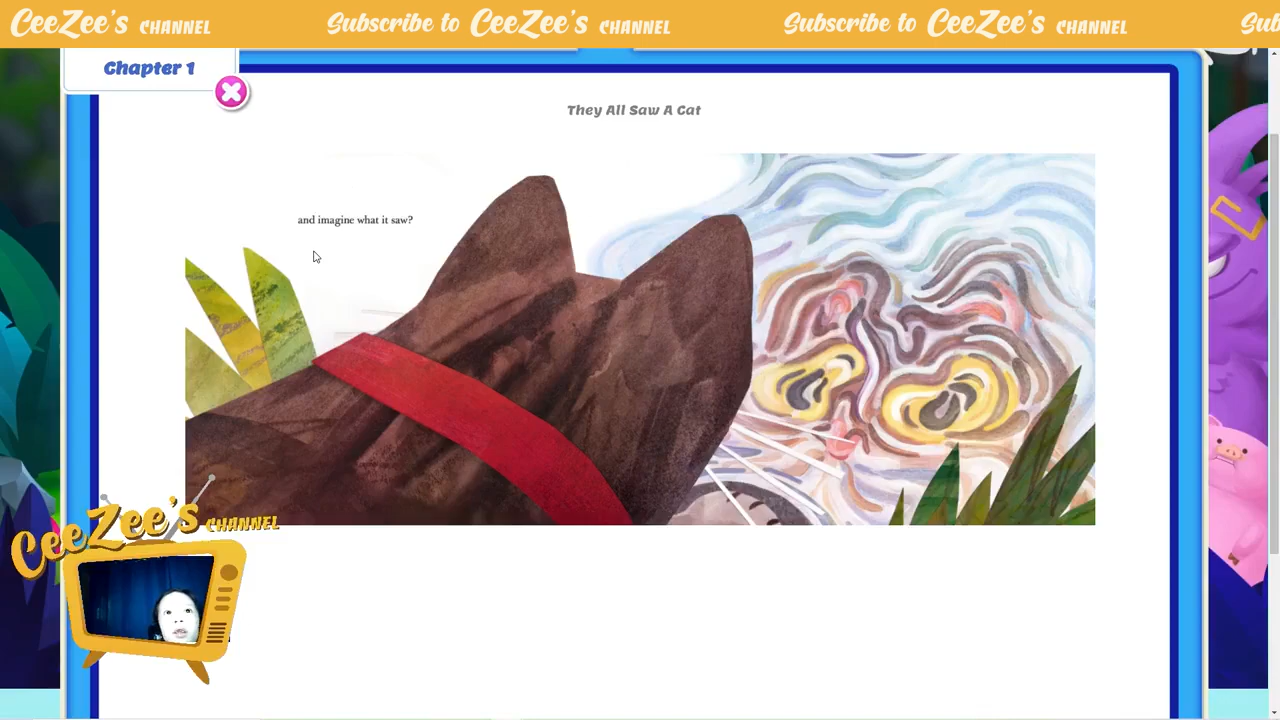 CeeZee's CHANNEL
Subscribe to CeeZee's CHANNEL
Subscribe to CeeZee's CHANNEL
Sub
Chapter 1
They All Saw A Cat
and imagine what it saw?
CeeZee's CHANNEL